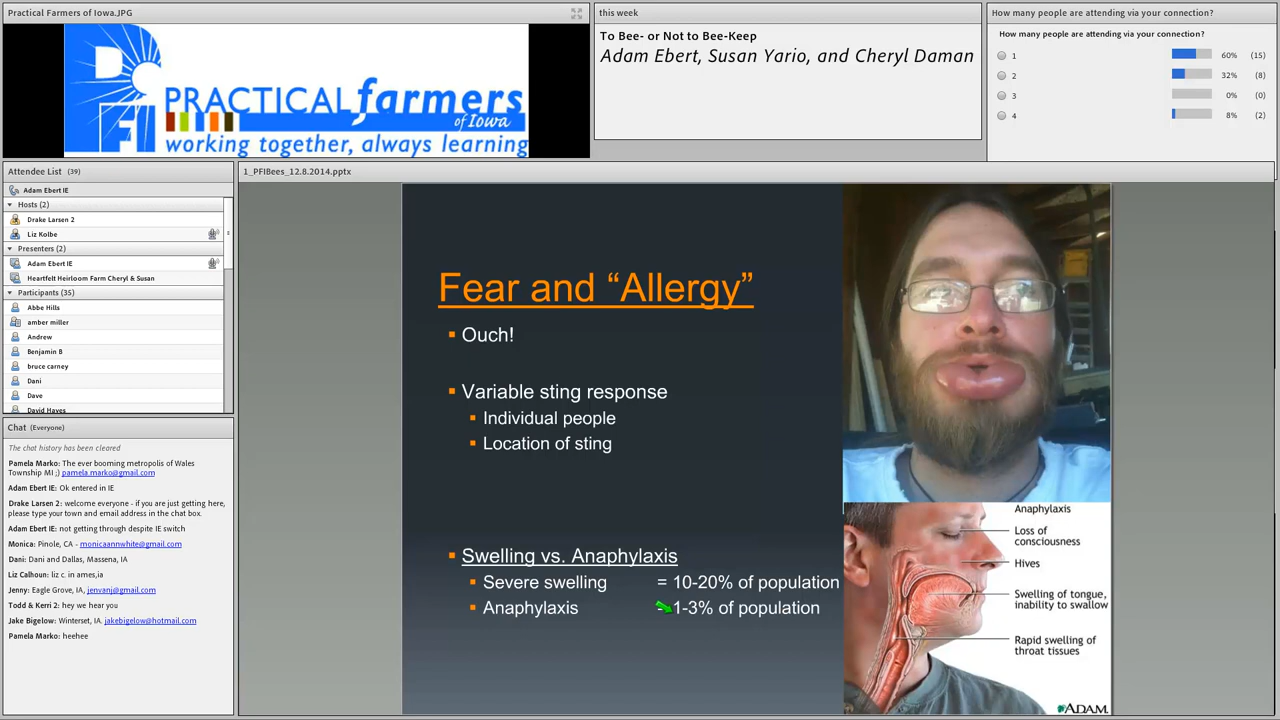 Practical Farmers of Iowa.JPG
PRACTICAL farmers
of Iowa
working together, always learning
this week
To Bee- or Not to Bee-Keep
Adam Ebert, Susan Yario, and Cheryl Daman
How many people are attending via your connection?
How many people are attending via your connection?
1 60% (15)
2 32% (8)
3 0% (0)
4 8% (2)
Attendee List (39)
Adam Ebert IE
Hosts (2)
Drake Larsen 2
Liz Kolbe
Presenters (2)
Adam Ebert IE
Heartfelt Heirloom Farm Cheryl & Susan
Participants (35)
Abbe Hills
amber miller
Andrew
Benjamin B
bruce carney
Dani
Dave
David Hayes
Chat (Everyone)
The chat history has been cleared
Pamela Marko: The ever booming metropolis of Wales
Township MI ;) pamela.marko@gmail.com
Adam Ebert IE: Ok entered in IE
Drake Larsen 2: welcome everyone - if you are just getting here,
please type your town and email address in the chat box.
Adam Ebert IE: not getting through despite IE switch
Monica: Pinole, CA - monicaannwhite@gmail.com
Dani: Dani and Dallas, Massena, IA
Liz Calhoun: liz c. in ames,ia
Jenny: Eagle Grove, IA, jenvanj@gmail.com
Todd & Kerri 2: hey we hear you
Jake Bigelow: Winterset, IA. jakebigelow@hotmail.com
Pamela Marko: heehee
1_PFIBees_12.8.2014.pptx
Fear and “Allergy”
Ouch!
Variable sting response
Individual people
Location of sting
Swelling vs. Anaphylaxis
Severe swelling = 10-20% of population
Anaphylaxis 1-3% of population
Anaphylaxis
Loss of
consciousness
Hives
Swelling of tongue,
inability to swallow
Rapid swelling of
throat tissues
ADAM.